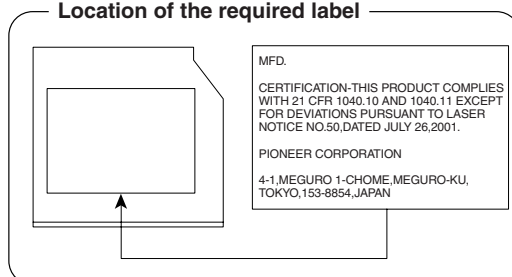 Location of the required label
MFD.
CERTIFICATION-THIS PRODUCT COMPLIES
WITH 21 CFR 1040.10 AND 1040.11 EXCEPT
FOR DEVIATIONS PURSUANT TO LASER
NOTICE NO.50,DATED JULY 26,2001.
PIONEER CORPORATION
4-1,MEGURO 1-CHOME,MEGURO-KU,
TOKYO,153-8854,JAPAN